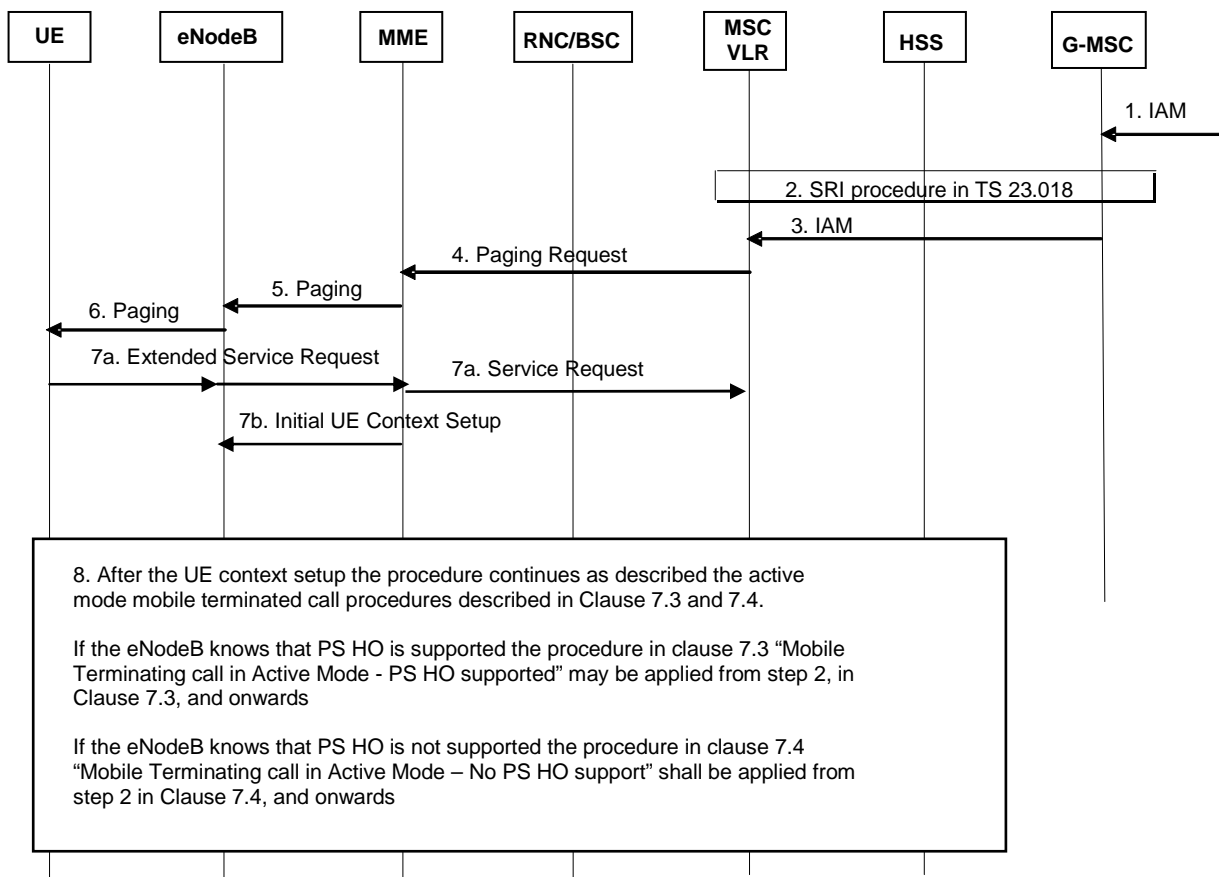 UE
eNodeB
MME
RNC/BSC
MSC
VLR
HSS
G-MSC
1. IAM
2. SRI procedure in TS 23.018
3. IAM
4. Paging Request
5. Paging
6. Paging
7a. Extended Service Request
7a. Service Request
7b. Initial UE Context Setup
8. After the UE context setup the procedure continues as described the active
mode mobile terminated call procedures described in Clause 7.3 and 7.4.
If the eNodeB knows that PS HO is supported the procedure in clause 7.3 “Mobile
Terminating call in Active Mode - PS HO supported” may be applied from step 2, in
Clause 7.3, and onwards
If the eNodeB knows that PS HO is not supported the procedure in clause 7.4
“Mobile Terminating call in Active Mode – No PS HO support” shall be applied from
step 2 in Clause 7.4, and onwards